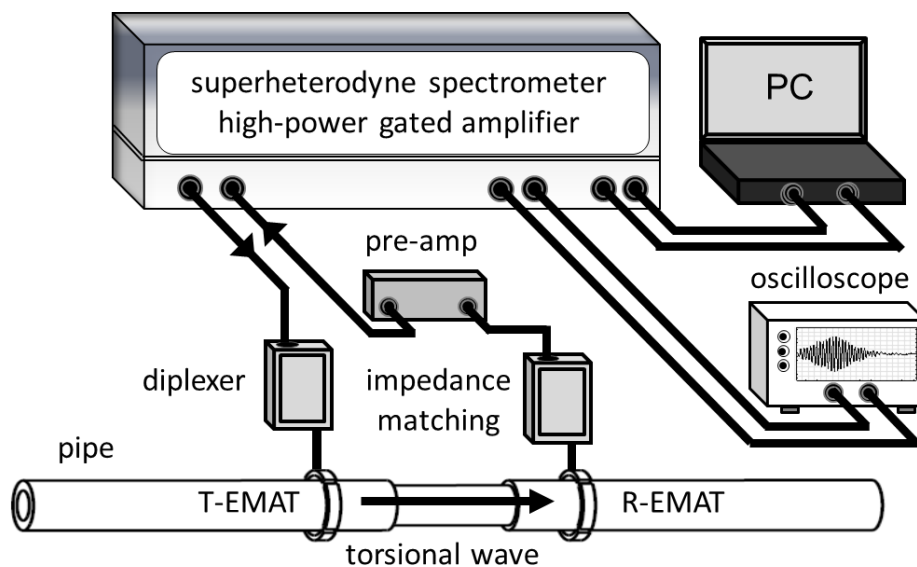 superheterodyne spectrometer
high-power gated amplifier
PC
pre-amp
oscilloscope
diplexer
impedance
matching
pipe
T-EMAT
R-EMAT
torsional wave